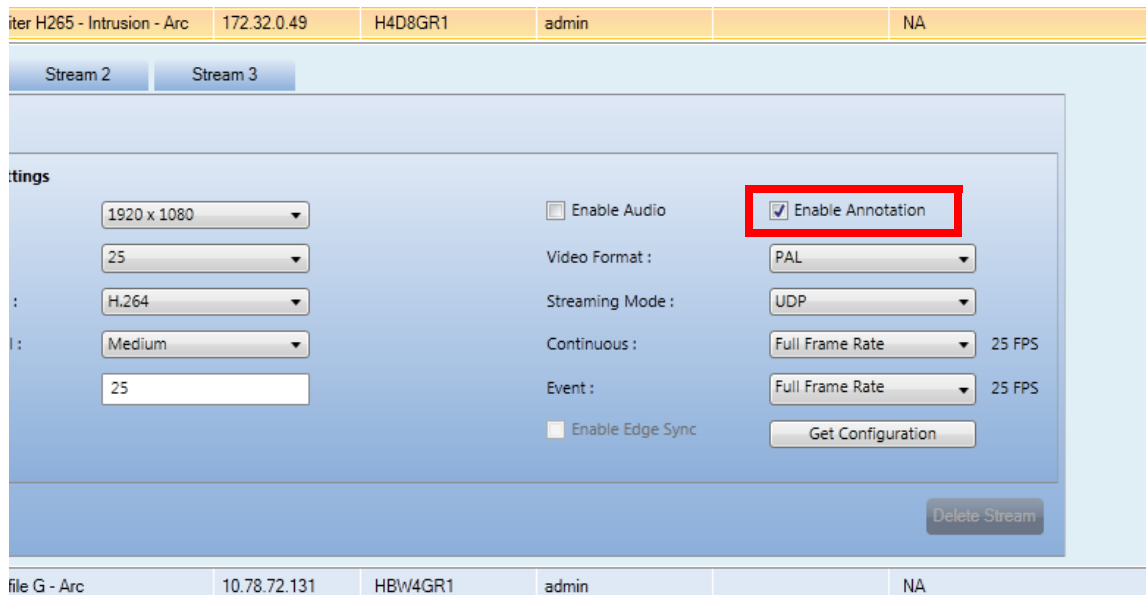 iter H265 - Intrusion - Arc 172.32.0.49 H4D8GR1 admin NA
Stream 2 Stream 3
ttings
1920 x 1080 Enable Audio Enable Annotation
25 Video Format : PAL
: H.264 Streaming Mode : UDP
l : Medium Continuous : Full Frame Rate 25 FPS
25 Event : Full Frame Rate 25 FPS
Enable Edge Sync Get Configuration
Delete Stream
file G - Arc 10.78.72.131 HBW4GR1 admin NA